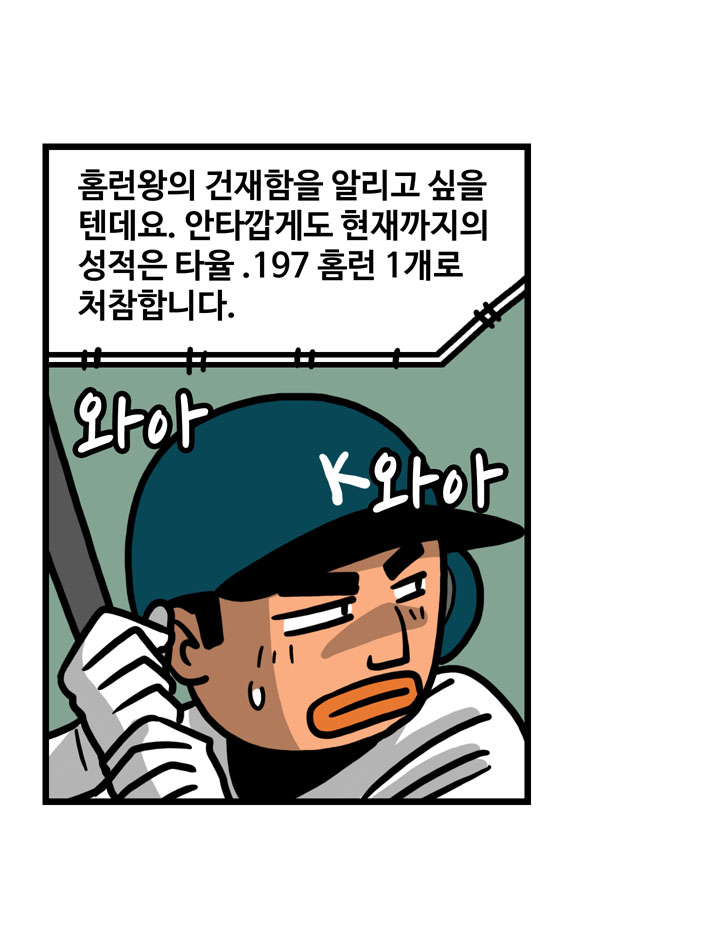 홈런왕의 건재함을 알리고 싶을
텐데요. 안타깝게도 현재까지의
성적은 타율 .197 홈런 1개로
처참합니다.
와아
K
와아